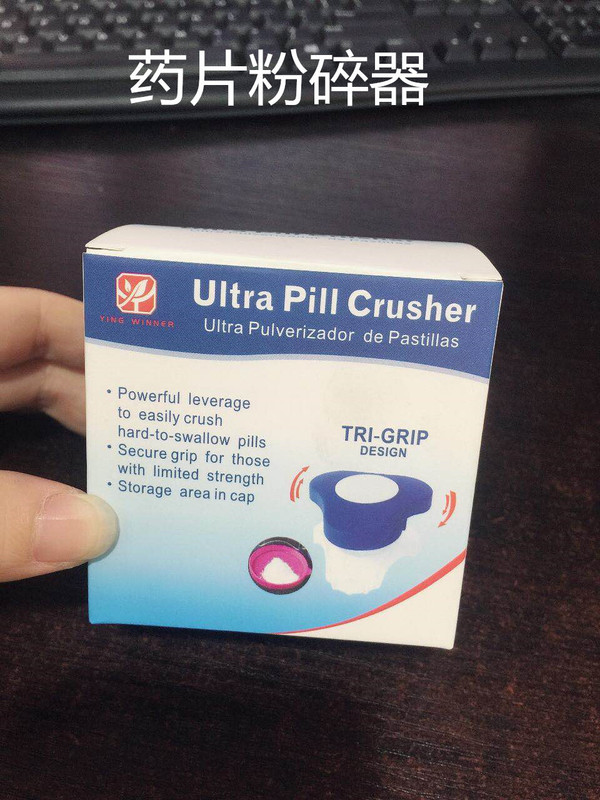 药片粉碎器
Ultra Pill Crusher
YING WINNER
Ultra Pulverizador de Pastillas
• Powerful leverage
to easily crush
hard-to-swallow pills
• Secure grip for those
with limited strength
• Storage area in cap
TRI-GRIP
DESIGN